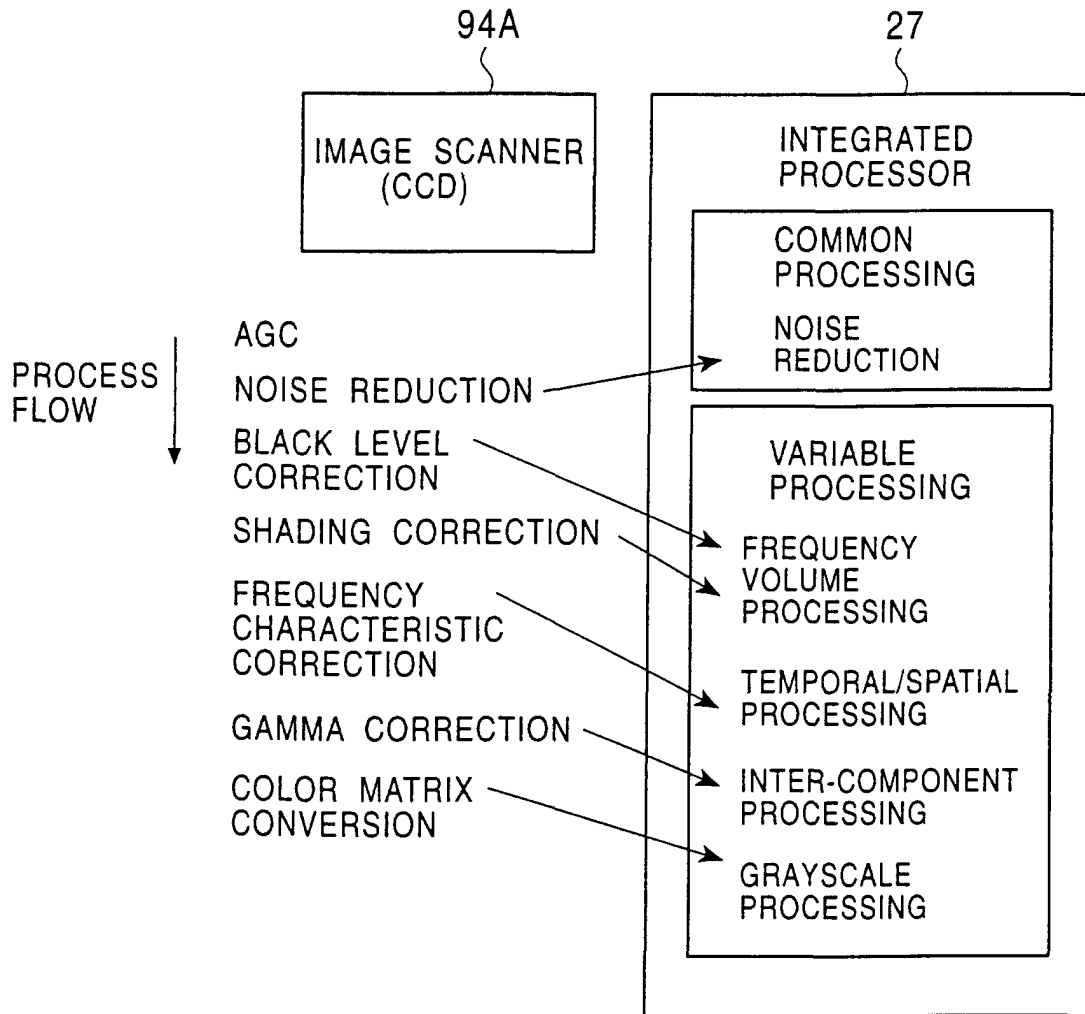 94A
27
IMAGE SCANNER
(CCD)
INTEGRATED
PROCESSOR
COMMON
PROCESSING
NOISE
REDUCTION
PROCESS
FLOW
AGC
NOISE REDUCTION
BLACK LEVEL
CORRECTION
SHADING CORRECTION
FREQUENCY
CHARACTERISTIC
CORRECTION
GAMMA CORRECTION
COLOR MATRIX
CONVERSION
VARIABLE
PROCESSING
FREQUENCY
VOLUME
PROCESSING
TEMPORAL/SPATIAL
PROCESSING
INTER-COMPONENT
PROCESSING
GRAYSCALE
PROCESSING